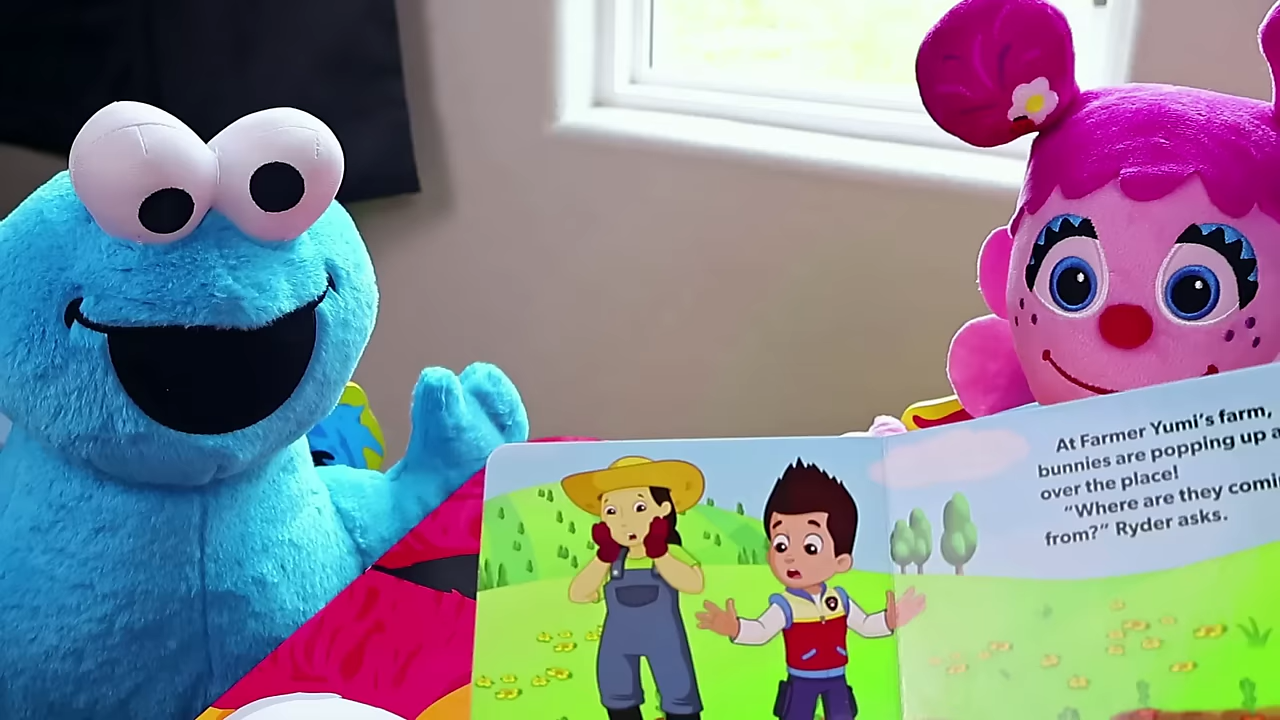 At Farmer Yumi's farm,
bunnies are popping up a
over the place!
"Where are they comi
from?" Ryder asks.